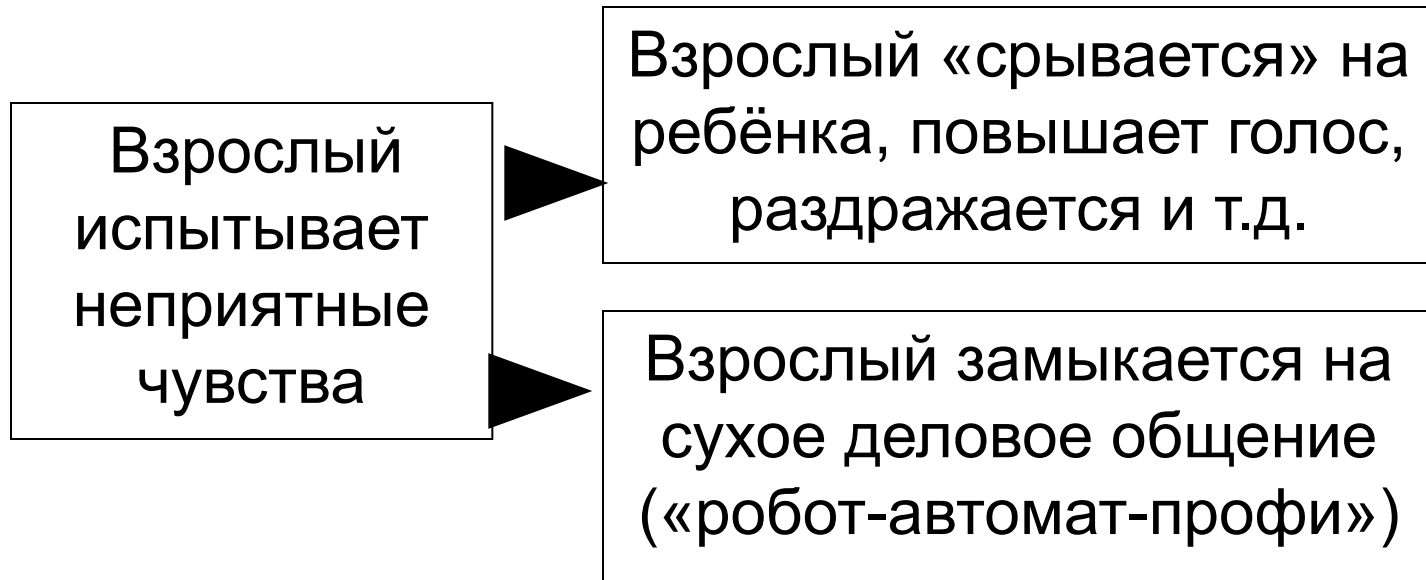 Взрослый
испытывает
неприятные
чувства
Взрослый «срывается» на
ребёнка, повышает голос,
раздражается и т.д.
Взрослый замыкается на
сухое деловое общение
(«робот-автомат-профи»)